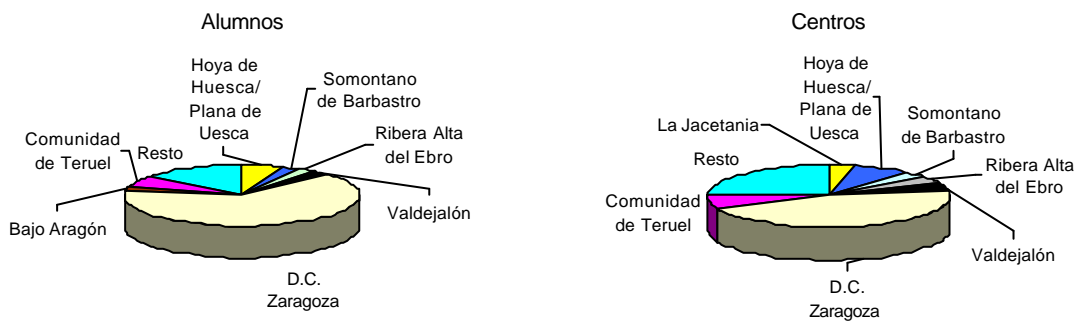 Alumnos
Hoya de
Huesca/
Plana de
Uesca
Somontano
de Barbastro
Ribera Alta
del Ebro
Valdejalón
D.C.
Zaragoza
Bajo Aragón
Comunidad
de Teruel
Resto
Centros
Hoya de
Huesca/
Plana de
Uesca
Somontano
de Barbastro
Ribera Alta
del Ebro
Valdejalón
D.C.
Zaragoza
Comunidad
de Teruel
Resto
La Jacetania